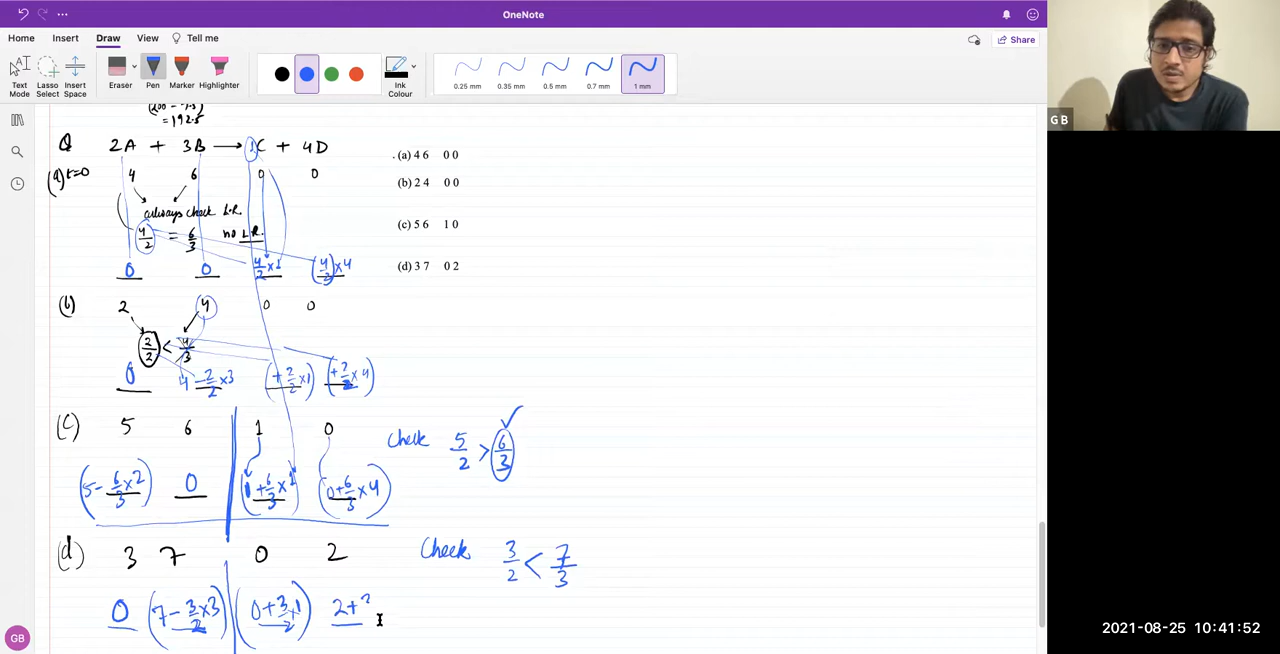 OneNote
Home Insert Draw View Tell me
Share
Text Mode
Lasso Select
Insert Space
Eraser
Pen
Marker
Highlighter
Ink Colour
0.25 mm
0.35 mm
0.5 mm
0.7 mm
1 mm
G B
= 192.5
Q 2A + 3B → 1C + 4D
(a) t=0 4 6 0 0
always check L.R.
4/2 = 6/3 no L.R.
0 0 4/2 x 1 (4/2) x 4
. (a) 4 6 0 0
(b) 2 4 0 0
(c) 5 6 1 0
(d) 3 7 0 2
(b) 2 4 0 0
2/2 < 4/3
0 4 - 2/2 x 3 (+ 2/2 x 1) (+ 2/2 x 4)
(c) 5 6 1 0 Check 5/2 > 6/3 ✓
(5 - 6/3 x 2) 0 (1 + 6/3 x 1) (0 + 6/3 x 4)
(d) 3 7 0 2 Check 3/2 < 7/3
0 (7 - 3/2 x 3) (0 + 3/2 x 1) 2 +
GB
2021-08-25 10:41:52